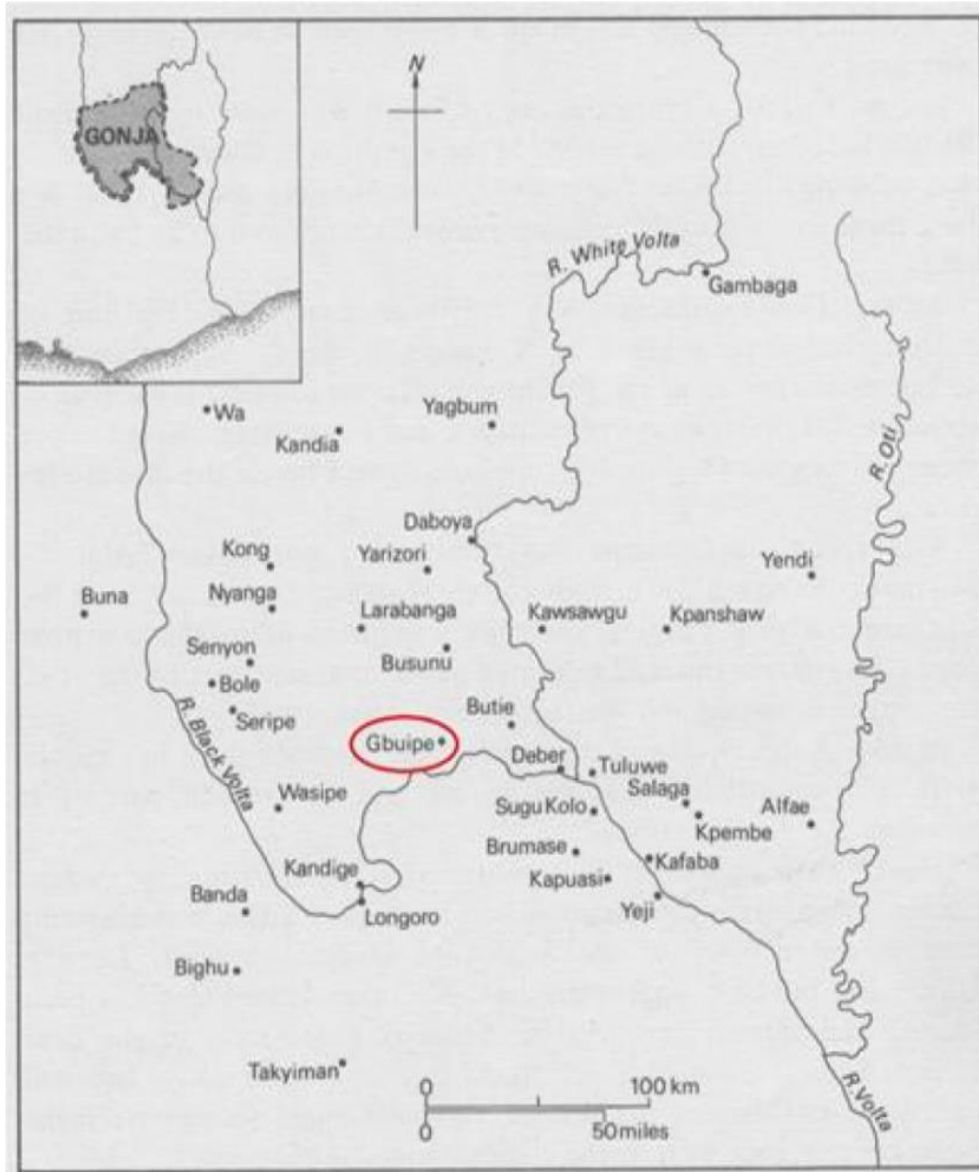 GONJA
N
R. White Volta
Gambaga
Wa
Kandia
Yagbum
R. Oti
Daboya
Kong
Yarizori
Yendi
Buna
Nyanga
Larabanga
Kawsawgu
Kpanshaw
Senyon
Busunu
Bole
Seripe
Butie
R. Black Volta
Gbuipe
Deber
Tuluwe
Wasipe
Salaga
Sugu Kolo
Kpembe
Alfae
Brumase
Kafaba
Kandige
Kapuasi
Banda
Longoro
Yeji
Bighu
Takyiman
R.Volta
0 100 km
0 50 miles